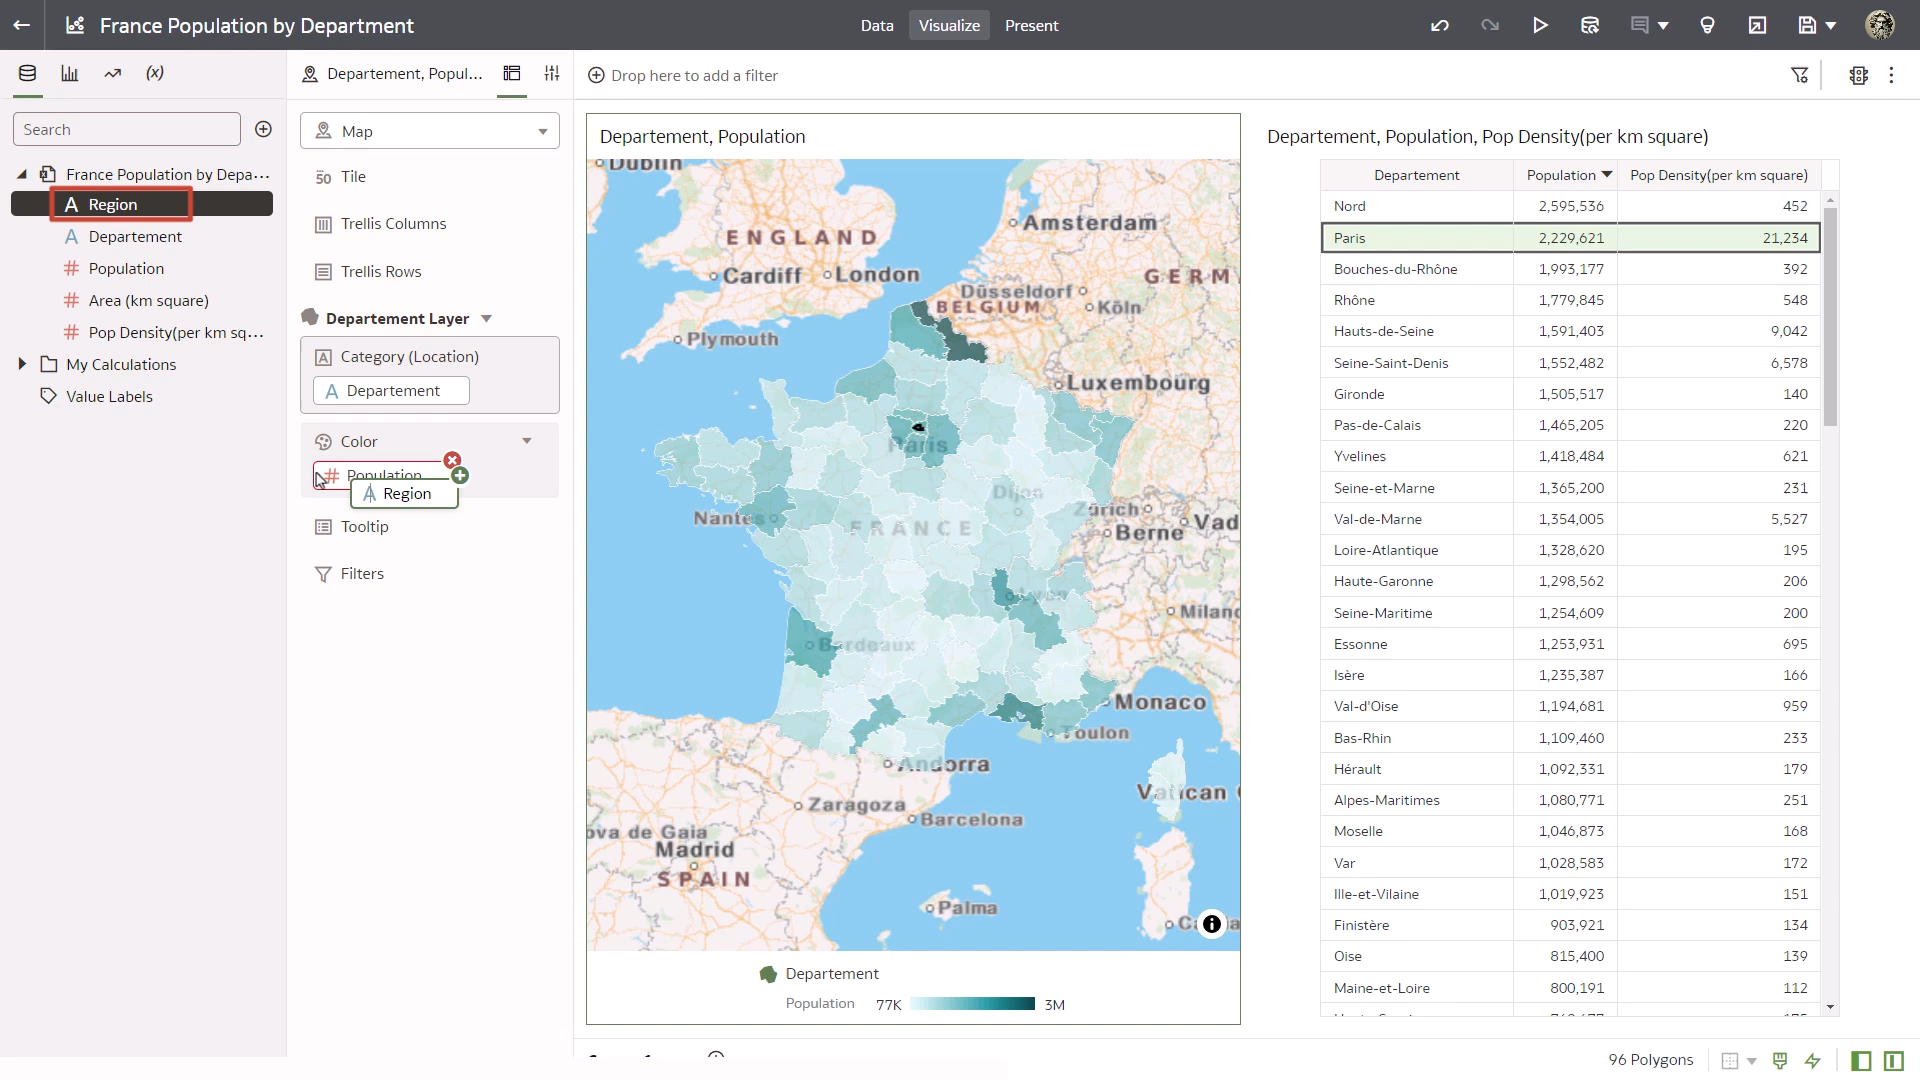 France Population by Department
Data Visualize Present
(x)
Departement, Popul...
Drop here to add a filter
Search
Map
France Population by Depa...
A Region
A Departement
# Population
# Area (km square)
# Pop Density(per km sq...
My Calculations
Value Labels
50 Tile
Trellis Columns
Trellis Rows
Departement Layer
A Category (Location)
A Departement
Color
# Population
A Region
Tooltip
Filters
Departement, Population
Dublin
Amsterdam
ENGLAND
Cardiff London
GERM
Düsseldorf
BELGIUM Köln
Plymouth
Luxembourg
Paris
Dijon
Nantes
FRANCE
Zürich
Vad
Berne
Lyon
Milano
Bordeaux
Monaco
Toulon
Andorra
Vatican C
Zaragoza
Barcelona
ova de Gaia
Madrid
SPAIN
Palma
Departement
Population 77K 3M
Departement, Population, Pop Density(per km square)
Departement Population Pop Density(per km square)
Nord 2,595,536 452
Paris 2,229,621 21,234
Bouches-du-Rhône 1,993,177 392
Rhône 1,779,845 548
Hauts-de-Seine 1,591,403 9,042
Seine-Saint-Denis 1,552,482 6,578
Gironde 1,505,517 140
Pas-de-Calais 1,465,205 220
Yvelines 1,418,484 621
Seine-et-Marne 1,365,200 231
Val-de-Marne 1,354,005 5,527
Loire-Atlantique 1,328,620 195
Haute-Garonne 1,298,562 206
Seine-Maritime 1,254,609 200
Essonne 1,253,931 695
Isère 1,235,387 166
Val-d'Oise 1,194,681 959
Bas-Rhin 1,109,460 233
Hérault 1,092,331 179
Alpes-Maritimes 1,080,771 251
Moselle 1,046,873 168
Var 1,028,583 172
Ille-et-Vilaine 1,019,923 151
Finistère 903,921 134
Oise 815,400 139
Maine-et-Loire 800,191 112
96 Polygons